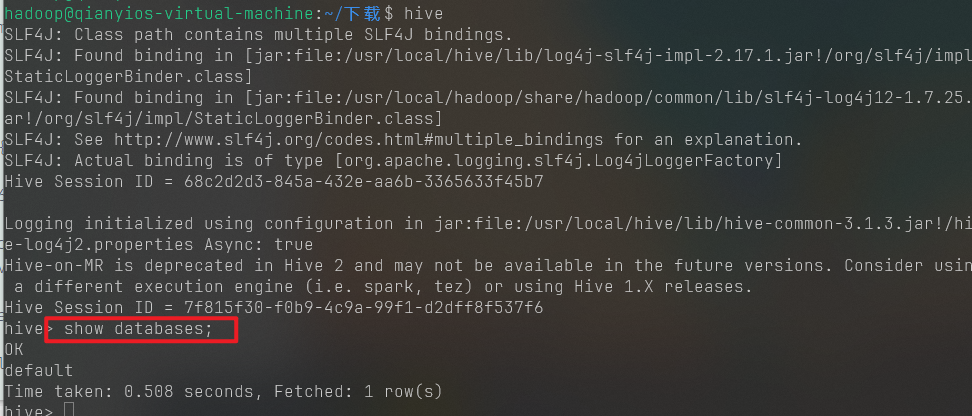 hadoop@qianyios-virtual-machine:~/下载$ hive
SLF4J: Class path contains multiple SLF4J bindings.
SLF4J: Found binding in [jar:file:/usr/local/hive/lib/log4j-slf4j-impl-2.17.1.jar!/org/slf4j/impl
StaticLoggerBinder.class]
SLF4J: Found binding in [jar:file:/usr/local/hadoop/share/hadoop/common/lib/slf4j-log4j12-1.7.25.
ar!/org/slf4j/impl/StaticLoggerBinder.class]
SLF4J: See http://www.slf4j.org/codes.html#multiple_bindings for an explanation.
SLF4J: Actual binding is of type [org.apache.logging.slf4j.Log4jLoggerFactory]
Hive Session ID = 68c2d2d3-845a-432e-aa6b-3365633f45b7
Logging initialized using configuration in jar:file:/usr/local/hive/lib/hive-common-3.1.3.jar!/hi
e-log4j2.properties Async: true
Hive-on-MR is deprecated in Hive 2 and may not be available in the future versions. Consider usin
a different execution engine (i.e. spark, tez) or using Hive 1.X releases.
Hive Session ID = 7f815f30-f0b9-4c9a-99f1-d2dff8f537f6
hive> show databases;
OK
default
Time taken: 0.508 seconds, Fetched: 1 row(s)
hive>